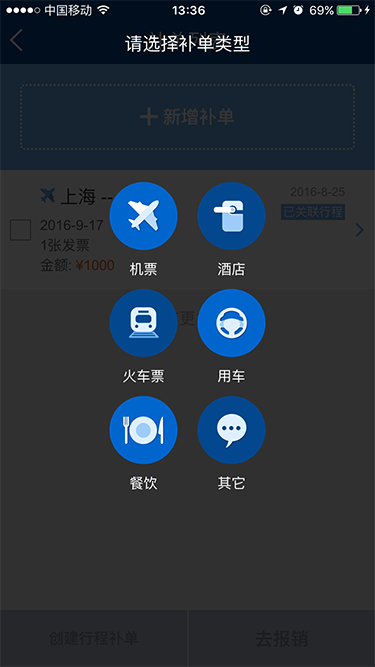 中国移动 13:36 69%
请选择补单类型
+ 新增补单
上海 --
2016-8-25
2016-9-17
已关联行程
1张发票
金额: ¥1000
机票 酒店
更
火车票 用车
餐饮 其它
创建行程补单 去报销